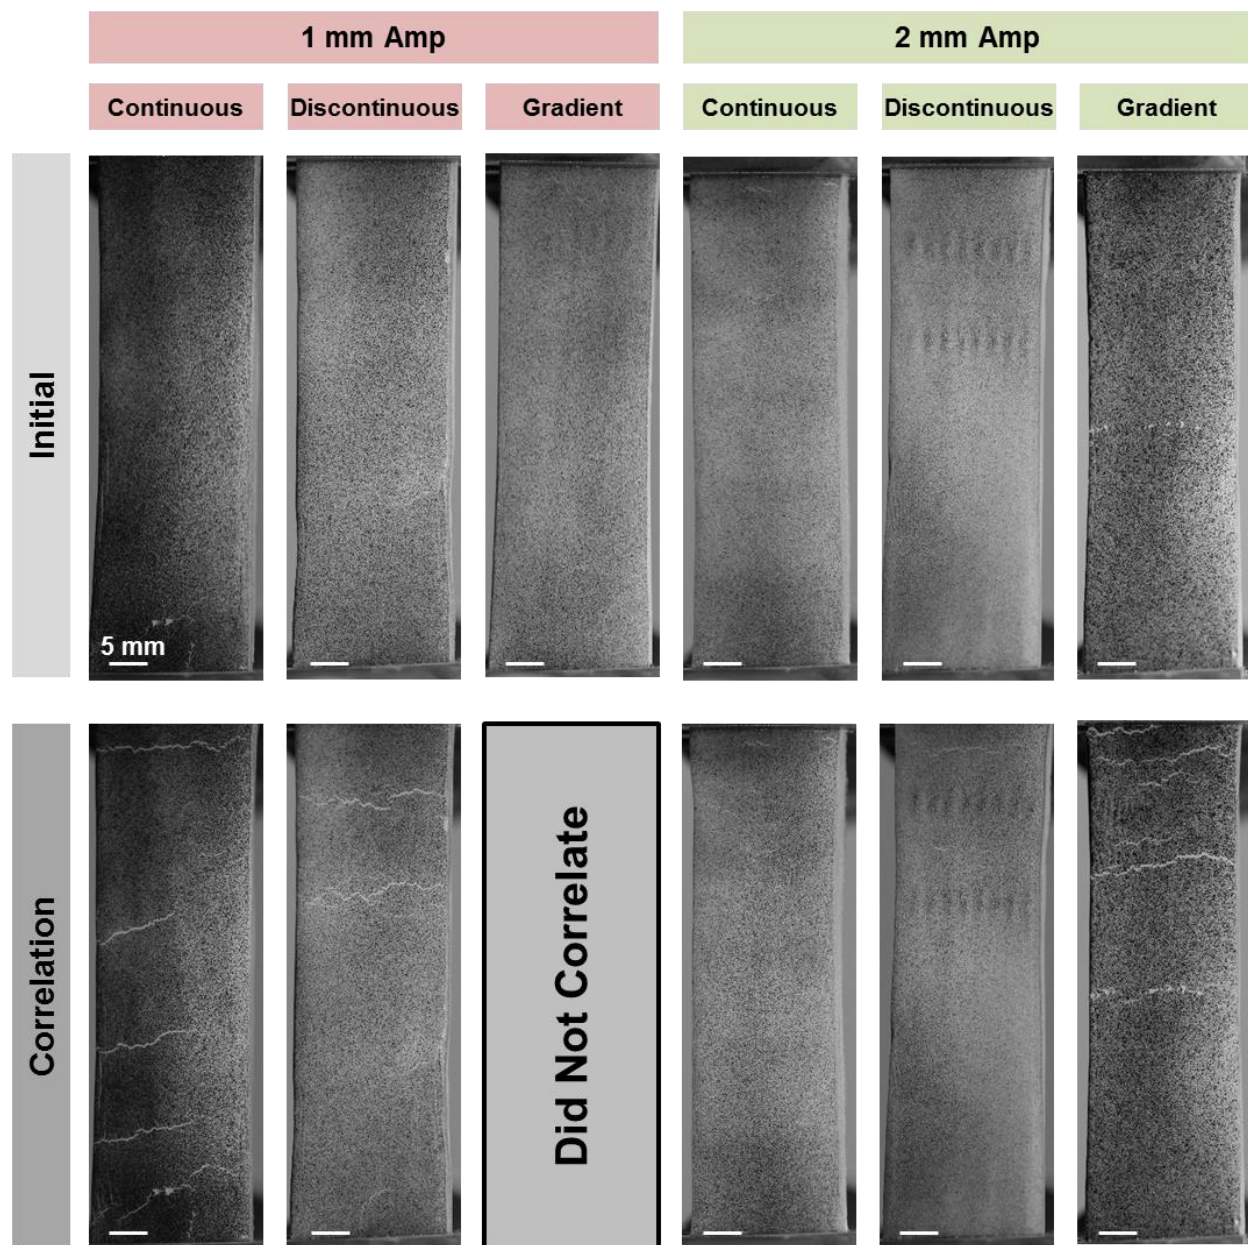 1 mm Amp
2 mm Amp
Continuous
Discontinuous
Gradient
Continuous
Discontinuous
Gradient
Initial
5 mm
Correlation
Did Not Correlate